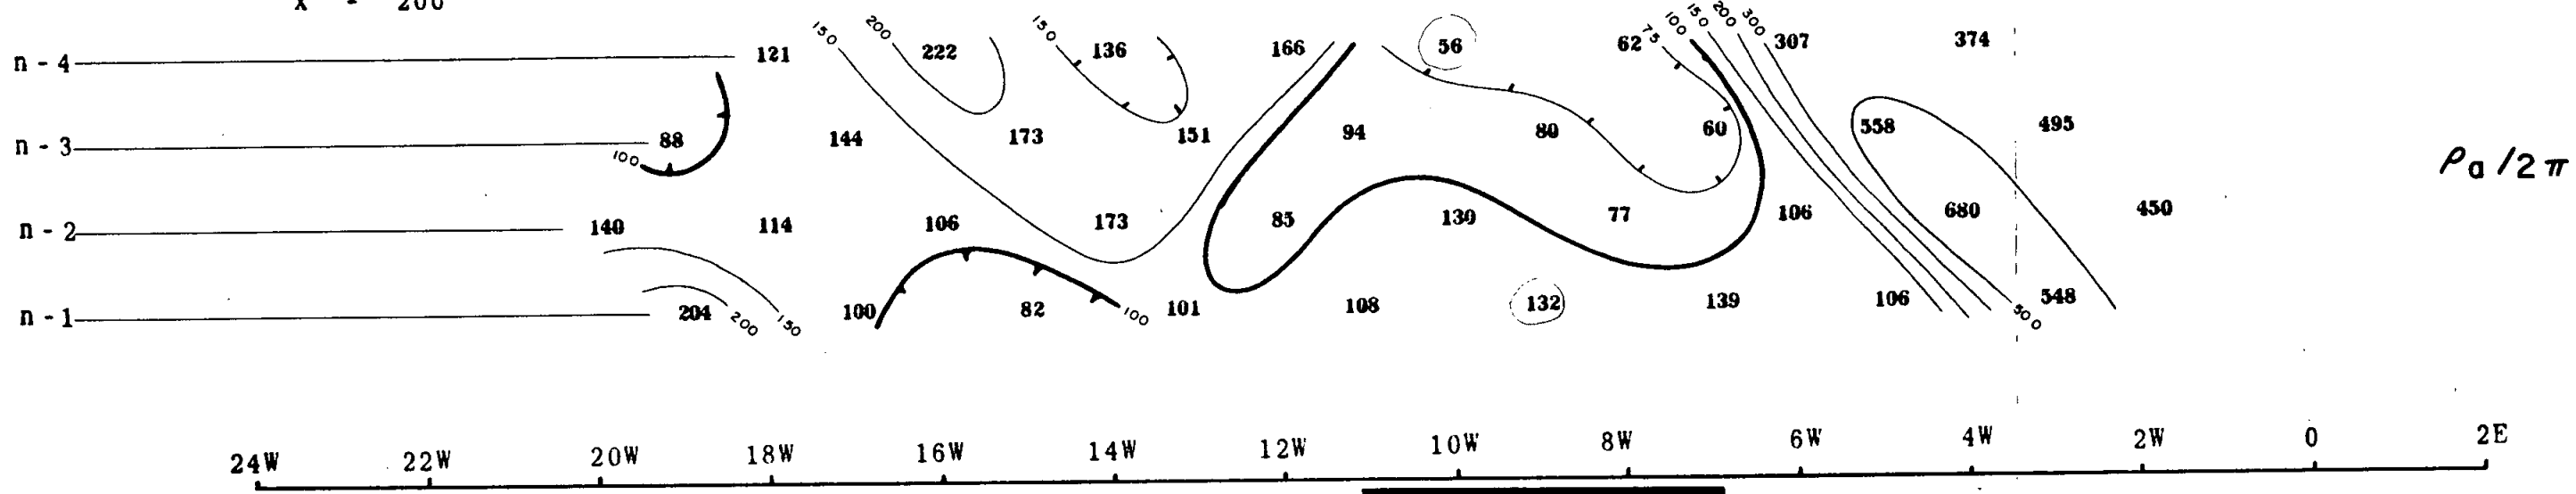 x - 200
n - 4 121 150 200 222 150 136 166 56 62 75 100 150 200 300 307 374
n - 3 100 88 144 173 151 94 80 60 558 495
ρa /2 π
n - 2 140 114 106 173 85 130 77 106 680 450
n - 1 204 200 150 100 82 100 101 108 132 139 106 548 500
24W 22W 20W 18W 16W 14W 12W 10W 8W 6W 4W 2W 0 2E